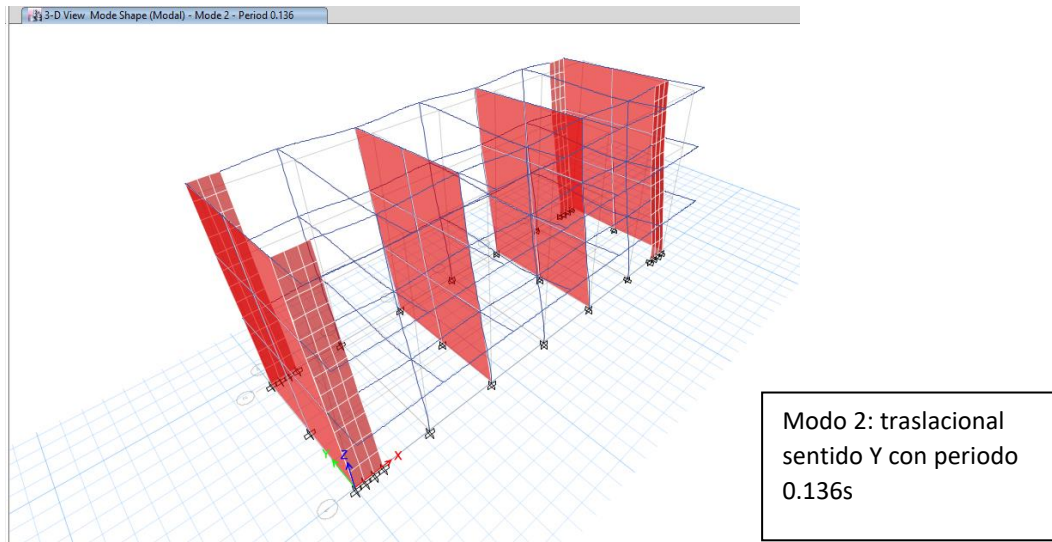 3-D View Mode Shape (Modal) - Mode 2 - Period 0.136
Modo 2: traslacional
sentido Y con periodo
0.136s
Y
Z
X